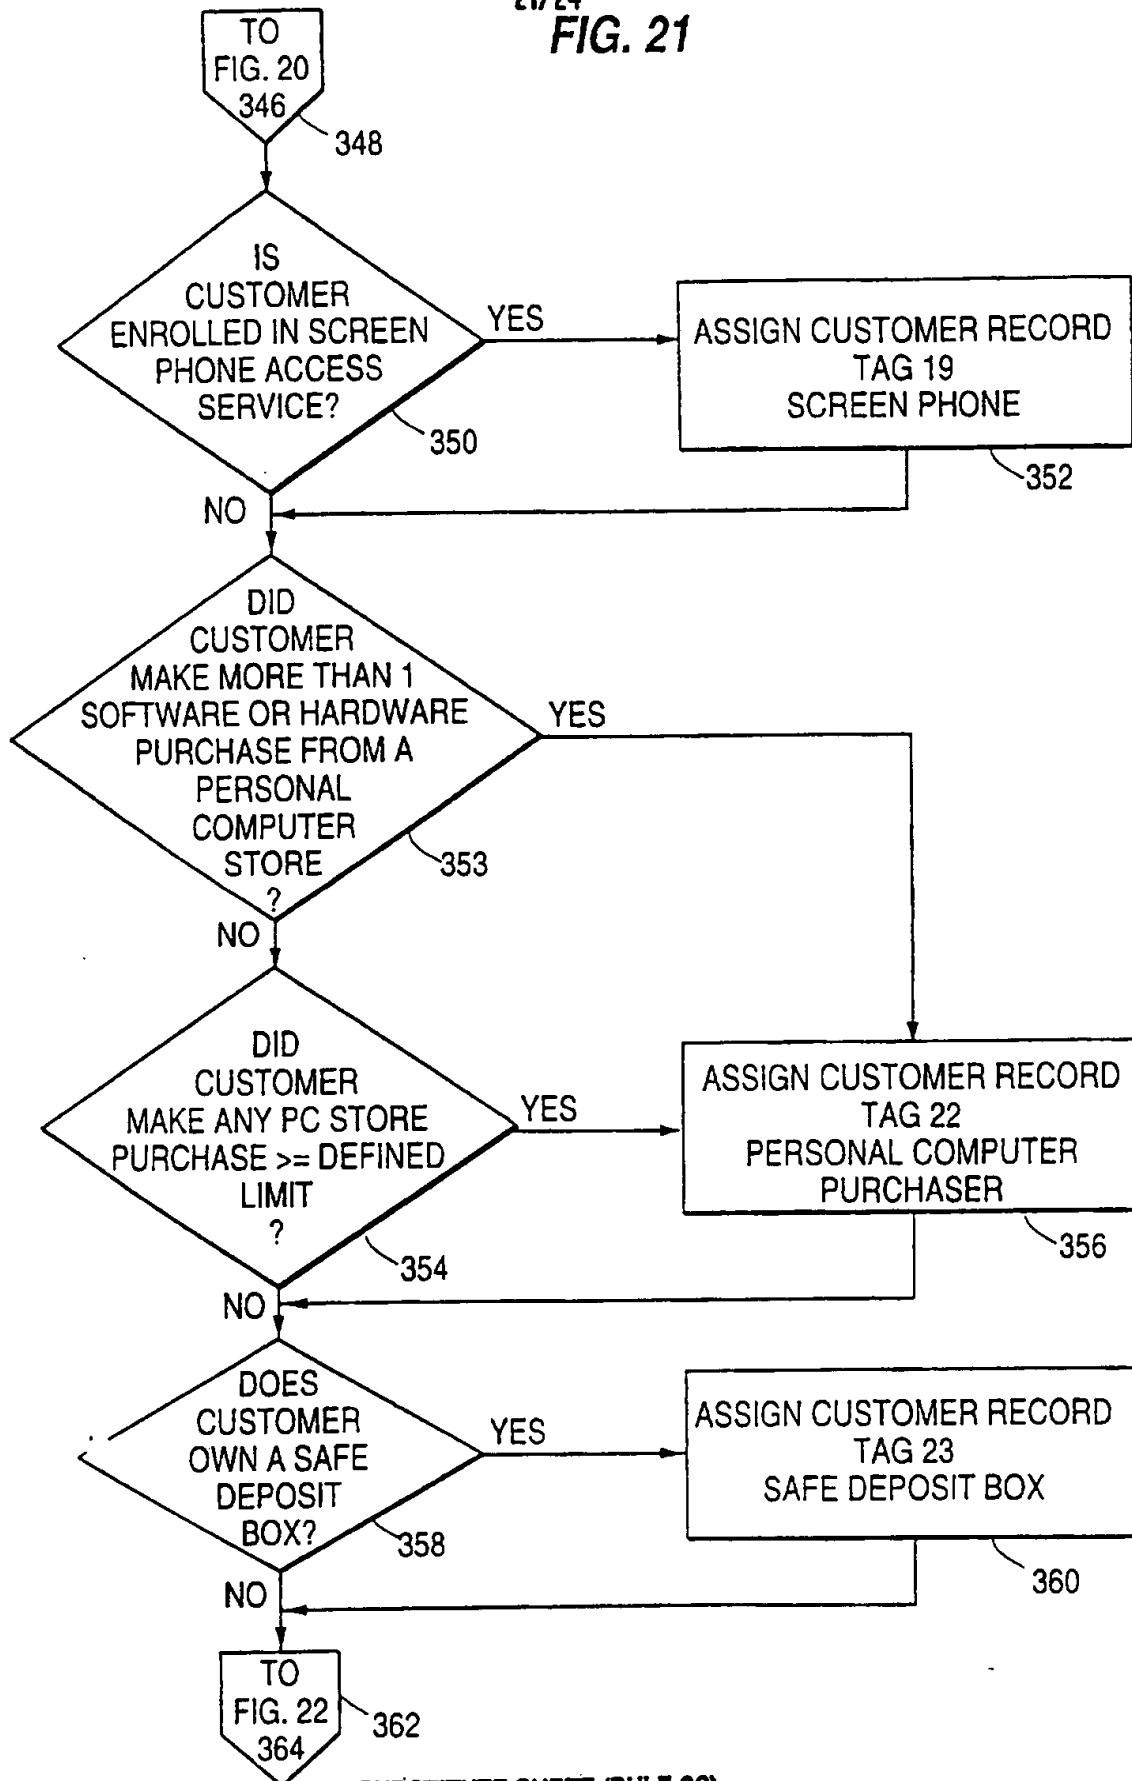 21/24
FIG. 21
TO
FIG. 20
346
348
IS
CUSTOMER
ENROLLED IN SCREEN
PHONE ACCESS
SERVICE?
350
YES
ASSIGN CUSTOMER RECORD
TAG 19
SCREEN PHONE
352
NO
DID
CUSTOMER
MAKE MORE THAN 1
SOFTWARE OR HARDWARE
PURCHASE FROM A
PERSONAL
COMPUTER
STORE
?
353
YES
NO
DID
CUSTOMER
MAKE ANY PC STORE
PURCHASE >= DEFINED
LIMIT
?
354
YES
ASSIGN CUSTOMER RECORD
TAG 22
PERSONAL COMPUTER
PURCHASER
356
NO
DOES
CUSTOMER
OWN A SAFE
DEPOSIT
BOX?
358
YES
ASSIGN CUSTOMER RECORD
TAG 23
SAFE DEPOSIT BOX
360
NO
TO
FIG. 22
364
362